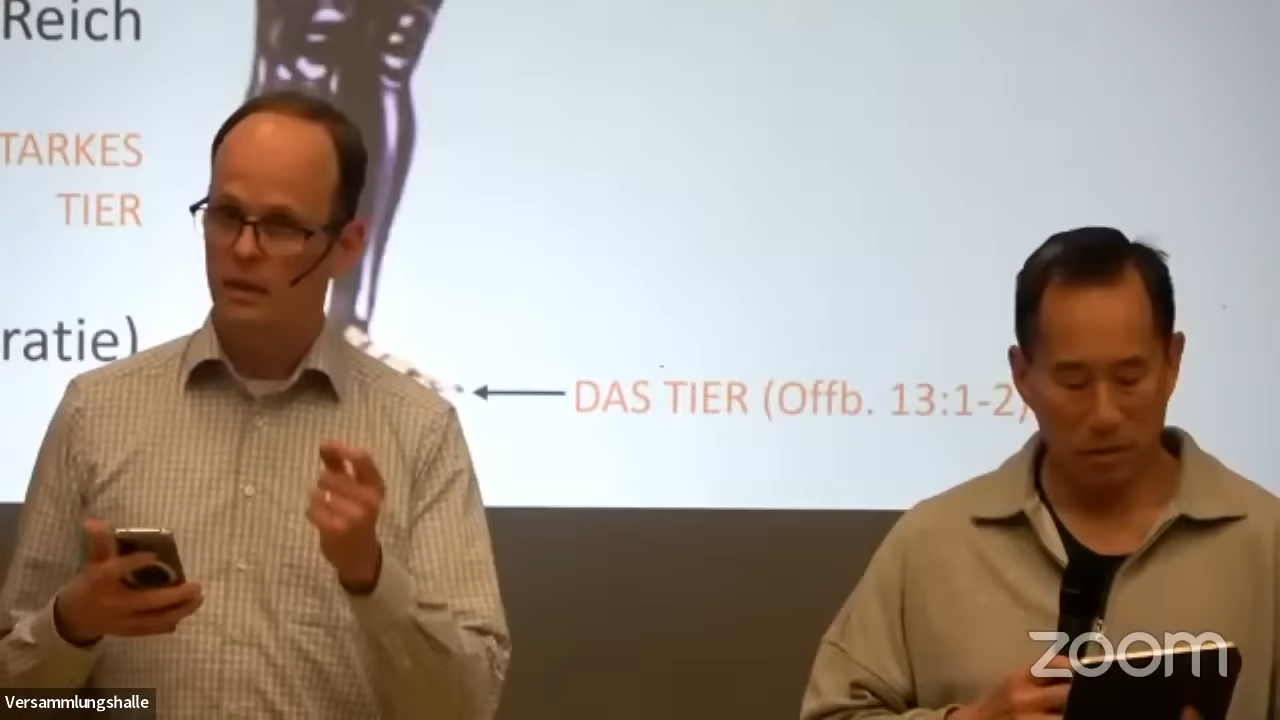 Reich
TARKES
TIER
ratie)
DAS TIER (Offb. 13:1-2)
zoom
Versammlungshalle